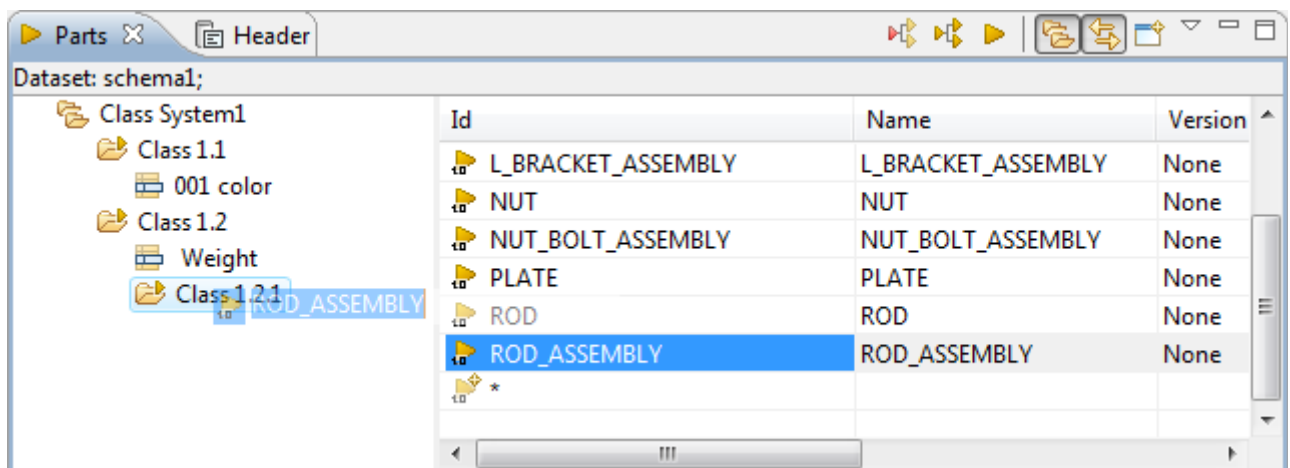 Parts Header
Dataset: schema1;
Class System1
Class 1.1
001 color
Class 1.2
Weight
Class 1.2.1
ROD_ASSEMBLY
Id Name Version
L_BRACKET_ASSEMBLY L_BRACKET_ASSEMBLY None
NUT NUT None
NUT_BOLT_ASSEMBLY NUT_BOLT_ASSEMBLY None
PLATE PLATE None
ROD ROD None
ROD_ASSEMBLY ROD_ASSEMBLY None
*